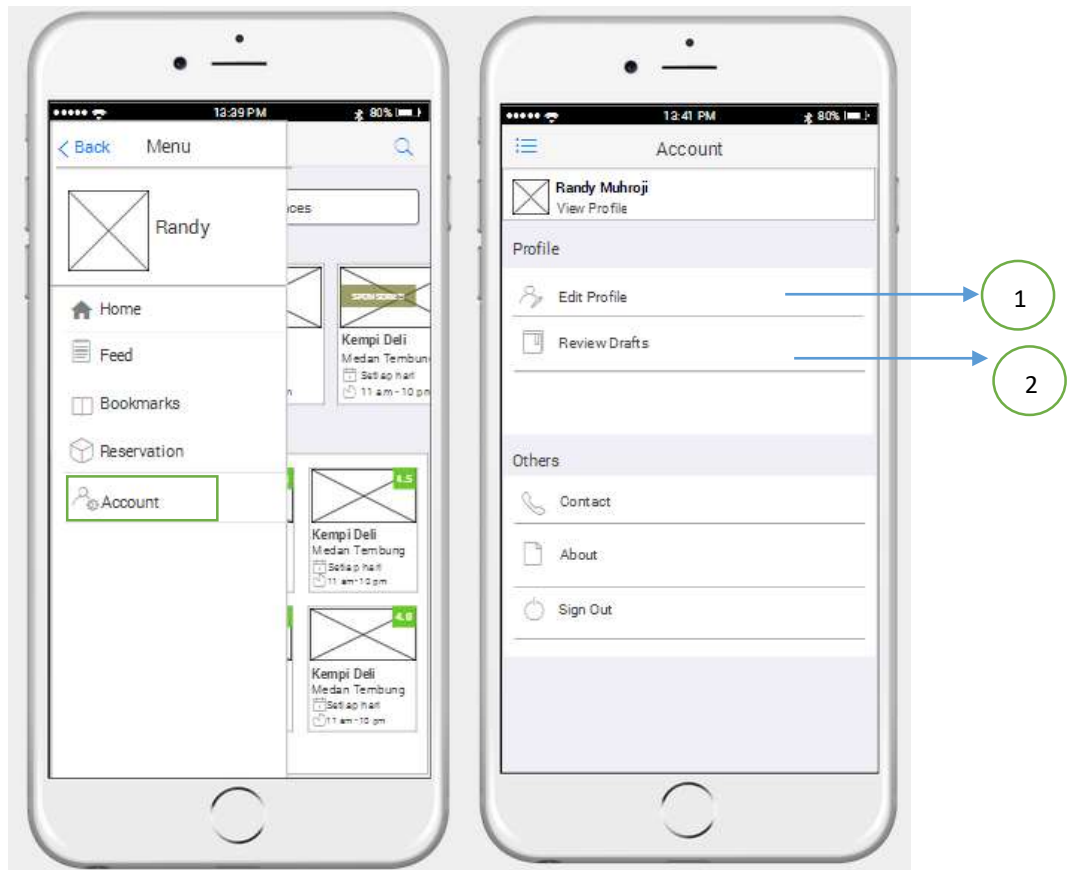 13:39 PM
80%
Back
Menu
Randy
Home
Feed
Bookmarks
Reservation
Account
Kempi Deli
Medan Tembun
Setiap hari
11 am - 10 pm
4.5
Kempi Deli
Medan Tembung
Setiap hari
11 am-10 pm
4.0
Kempi Deli
Medan Tembung
Setiap hari
11 am-10 pm
13:41 PM
80%
Account
Randy Muhroji
View Profile
Profile
Edit Profile
1
Review Drafts
2
Others
Contact
About
Sign Out